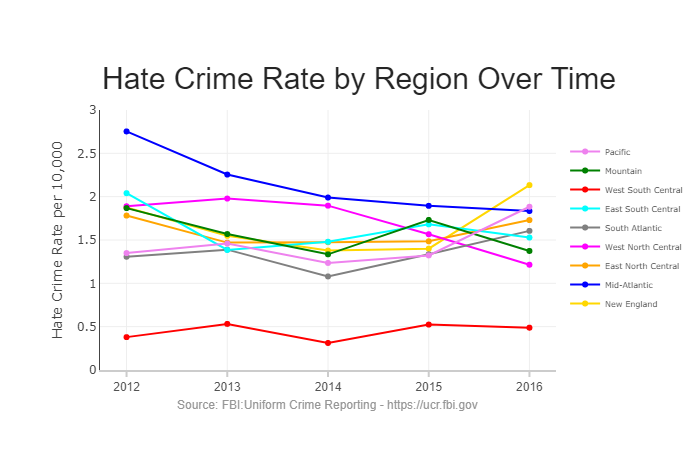 Hate Crime Rate by Region Over Time
Hate Crime Rate per 10,000
3
2.5
2
1.5
1
0.5
0
2012
2013
2014
2015
2016
Source: FBI:Uniform Crime Reporting - https://ucr.fbi.gov
Pacific
Mountain
West South Central
East South Central
South Atlantic
West North Central
East North Central
Mid-Atlantic
New England